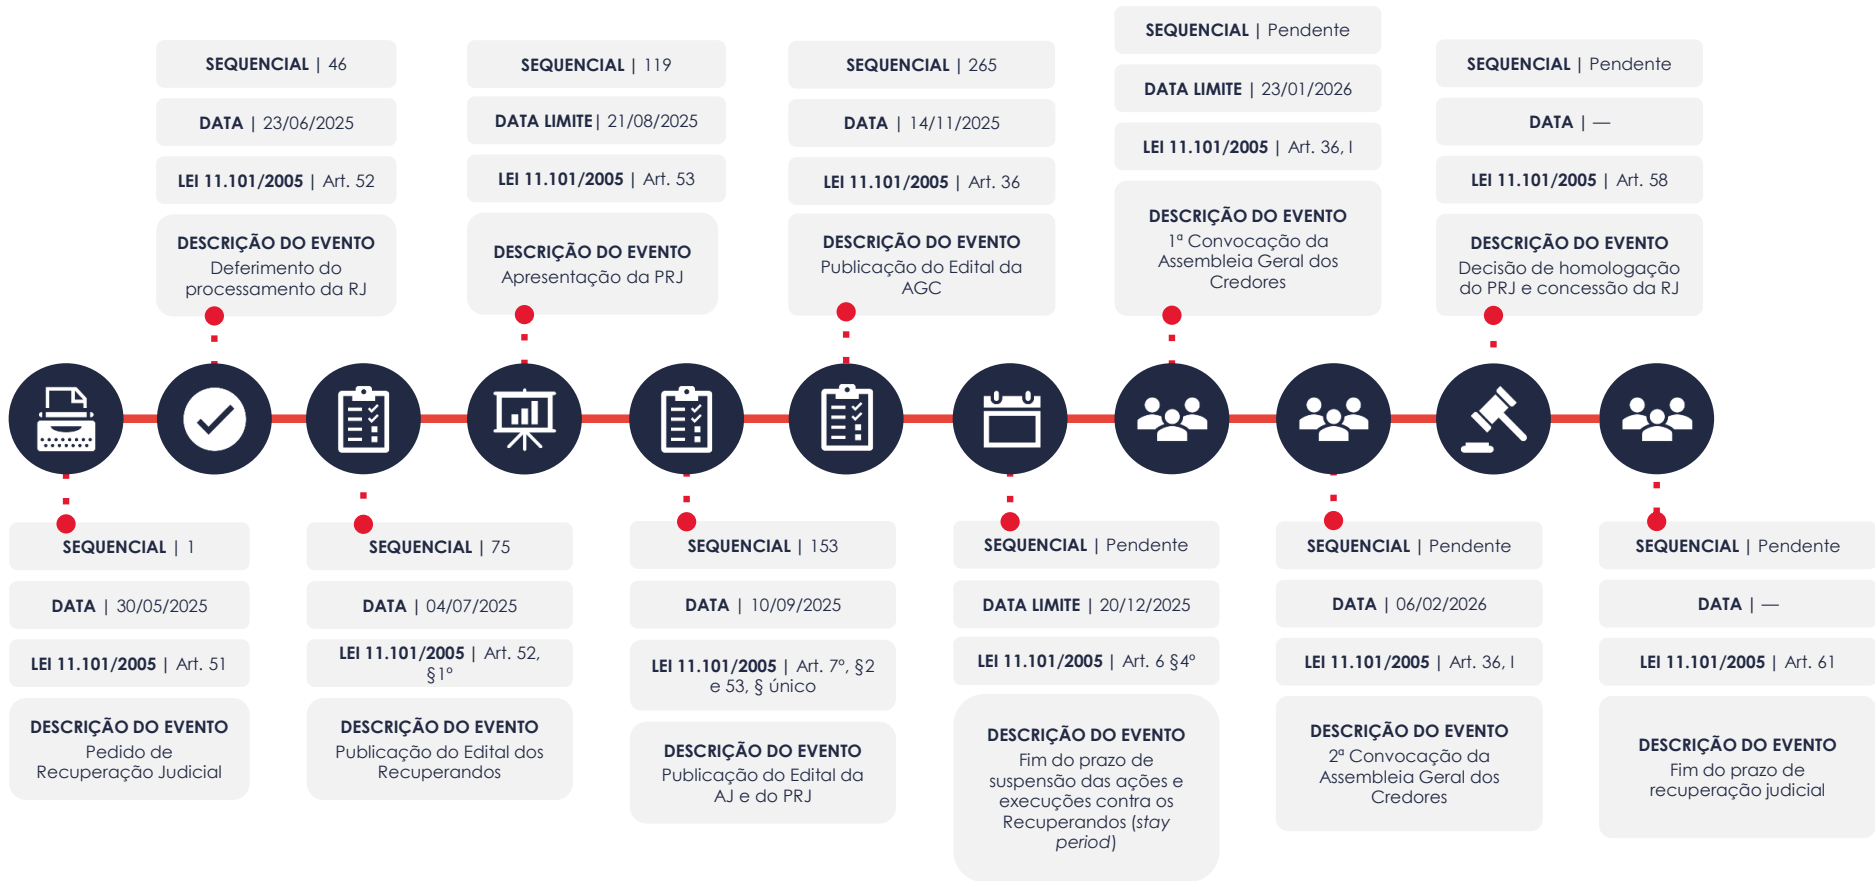 SEQUENCIAL | 46
DATA | 23/06/2025
LEI 11.101/2005 | Art. 52
DESCRIÇÃO DO EVENTO
Deferimento do
processamento da RJ
SEQUENCIAL | 119
DATA LIMITE| 21/08/2025
LEI 11.101/2005 | Art. 53
DESCRIÇÃO DO EVENTO
Apresentação da PRJ
SEQUENCIAL | 265
DATA | 14/11/2025
LEI 11.101/2005 | Art. 36
DESCRIÇÃO DO EVENTO
Publicação do Edital da
AGC
SEQUENCIAL | Pendente
DATA LIMITE | 23/01/2026
LEI 11.101/2005 | Art. 36, I
DESCRIÇÃO DO EVENTO
1ª Convocação da
Assembleia Geral dos
Credores
SEQUENCIAL | Pendente
DATA | —
LEI 11.101/2005 | Art. 58
DESCRIÇÃO DO EVENTO
Decisão de homologação
do PRJ e concessão da RJ
SEQUENCIAL | 1
DATA | 30/05/2025
LEI 11.101/2005 | Art. 51
DESCRIÇÃO DO EVENTO
Pedido de
Recuperação Judicial
SEQUENCIAL | 75
DATA | 04/07/2025
LEI 11.101/2005 | Art. 52,
§1º
DESCRIÇÃO DO EVENTO
Publicação do Edital dos
Recuperandos
SEQUENCIAL | 153
DATA | 10/09/2025
LEI 11.101/2005 | Art. 7º, §2
e 53, § único
DESCRIÇÃO DO EVENTO
Publicação do Edital da
AJ e do PRJ
SEQUENCIAL | Pendente
DATA LIMITE | 20/12/2025
LEI 11.101/2005 | Art. 6 §4º
DESCRIÇÃO DO EVENTO
Fim do prazo de
suspensão das ações e
execuções contra os
Recuperandos (stay
period)
SEQUENCIAL | Pendente
DATA | 06/02/2026
LEI 11.101/2005 | Art. 36, I
DESCRIÇÃO DO EVENTO
2ª Convocação da
Assembleia Geral dos
Credores
SEQUENCIAL | Pendente
DATA | —
LEI 11.101/2005 | Art. 61
DESCRIÇÃO DO EVENTO
Fim do prazo de
recuperação judicial